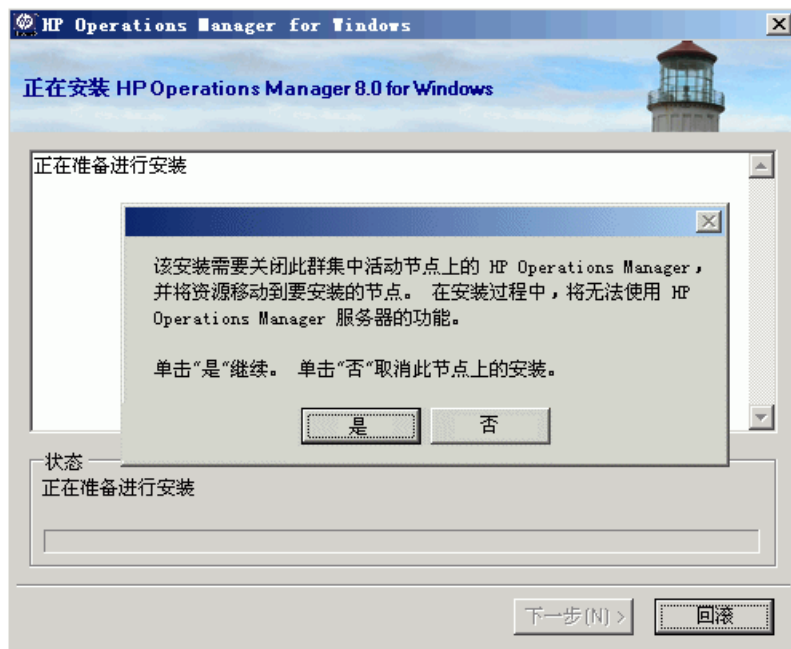 HP Operations Manager for Windows
正在安装 HP Operations Manager 8.0 for Windows
正在准备进行安装
该安装需要关闭此群集中活动节点上的 HP Operations Manager，
并将资源移动到要安装的节点。 在安装过程中，将无法使用 HP
Operations Manager 服务器的功能。
单击“是”继续。 单击“否”取消此节点上的安装。
是
否
状态
正在准备进行安装
下一步(N) >
回滚